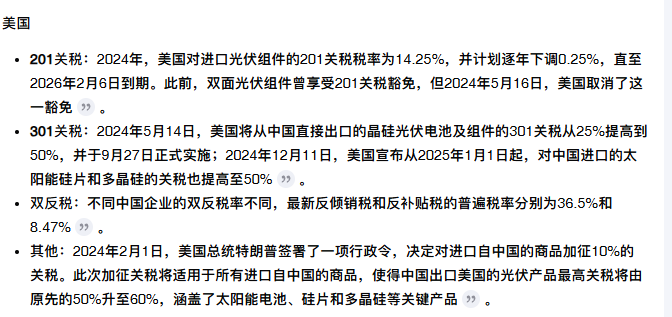 美国
• 201关税：2024年，美国对进口光伏组件的201关税税率为14.25%，并计划逐年下调0.25%，直至
2026年2月6日到期。此前，双面光伏组件曾享受201关税豁免，但2024年5月16日，美国取消了这
一豁免 ” 。
• 301关税：2024年5月14日，美国将从中国直接出口的晶硅光伏电池及组件的301关税从25%提高到
50%，并于9月27日正式实施；2024年12月11日，美国宣布从2025年1月1日起，对中国进口的太
阳能硅片和多晶硅的关税也提高至50% ” 。
• 双反税：不同中国企业的双反税率不同，最新反倾销税和反补贴税的普遍税率分别为36.5%和
8.47% ” 。
• 其他：2024年2月1日，美国总统特朗普签署了一项行政令，决定对进口自中国的商品加征10%的
关税。此次加征关税将适用于所有进口自中国的商品，使得中国出口美国的光伏产品最高关税将由
原先的50%升至60%，涵盖了太阳能电池、硅片和多晶硅等关键产品 ” 。